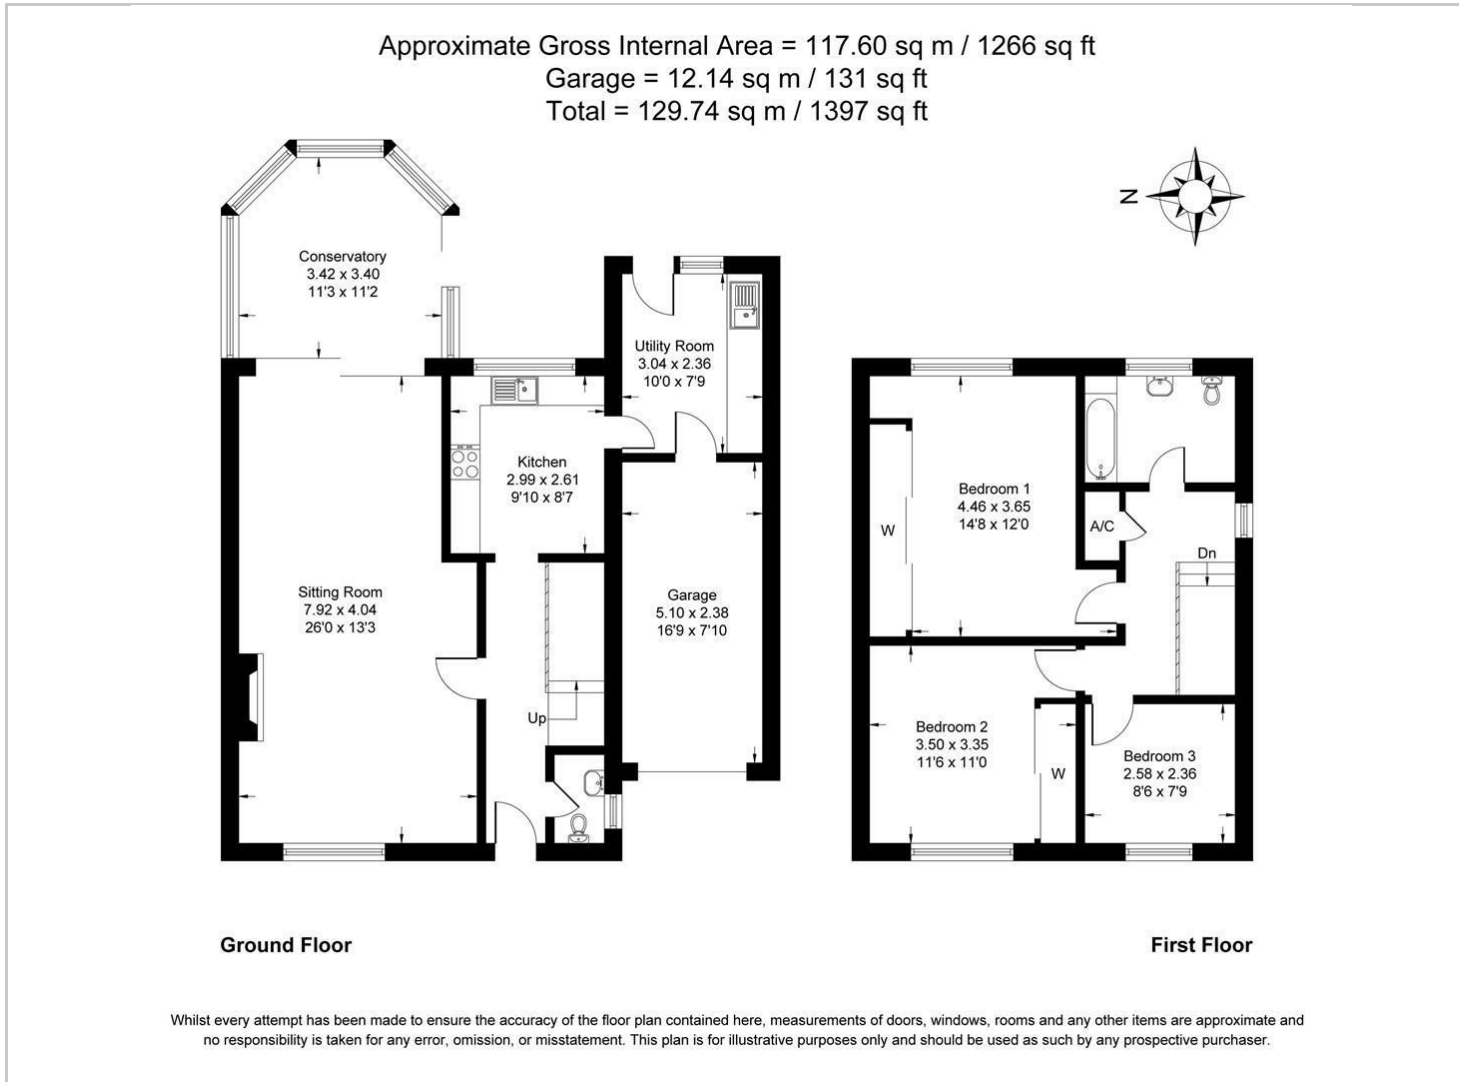 Approximate Gross Internal Area = 117.60 sq m / 1266 sq ft
Garage = 12.14 sq m / 131 sq ft
Total = 129.74 sq m / 1397 sq ft
N
Conservatory
3.42 x 3.40
11'3 x 11'2
Utility Room
3.04 x 2.36
10'0 x 7'9
Kitchen
2.99 x 2.61
9'10 x 8'7
Sitting Room
7.92 x 4.04
26'0 x 13'3
Garage
5.10 x 2.38
16'9 x 7'10
Up
Bedroom 1
4.46 x 3.65
14'8 x 12'0
W
A/C
Dn
Bedroom 2
3.50 x 3.35
11'6 x 11'0
W
Bedroom 3
2.58 x 2.36
8'6 x 7'9
Ground Floor
First Floor
Whilst every attempt has been made to ensure the accuracy of the floor plan contained here, measurements of doors, windows, rooms and any other items are approximate and
no responsibility is taken for any error, omission, or misstatement. This plan is for illustrative purposes only and should be used as such by any prospective purchaser.